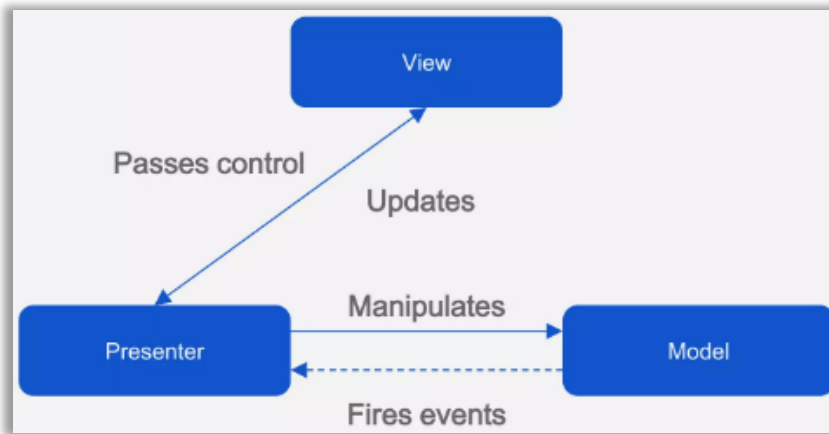 View
Passes control
Updates
Manipulates
Presenter
Model
Fires events